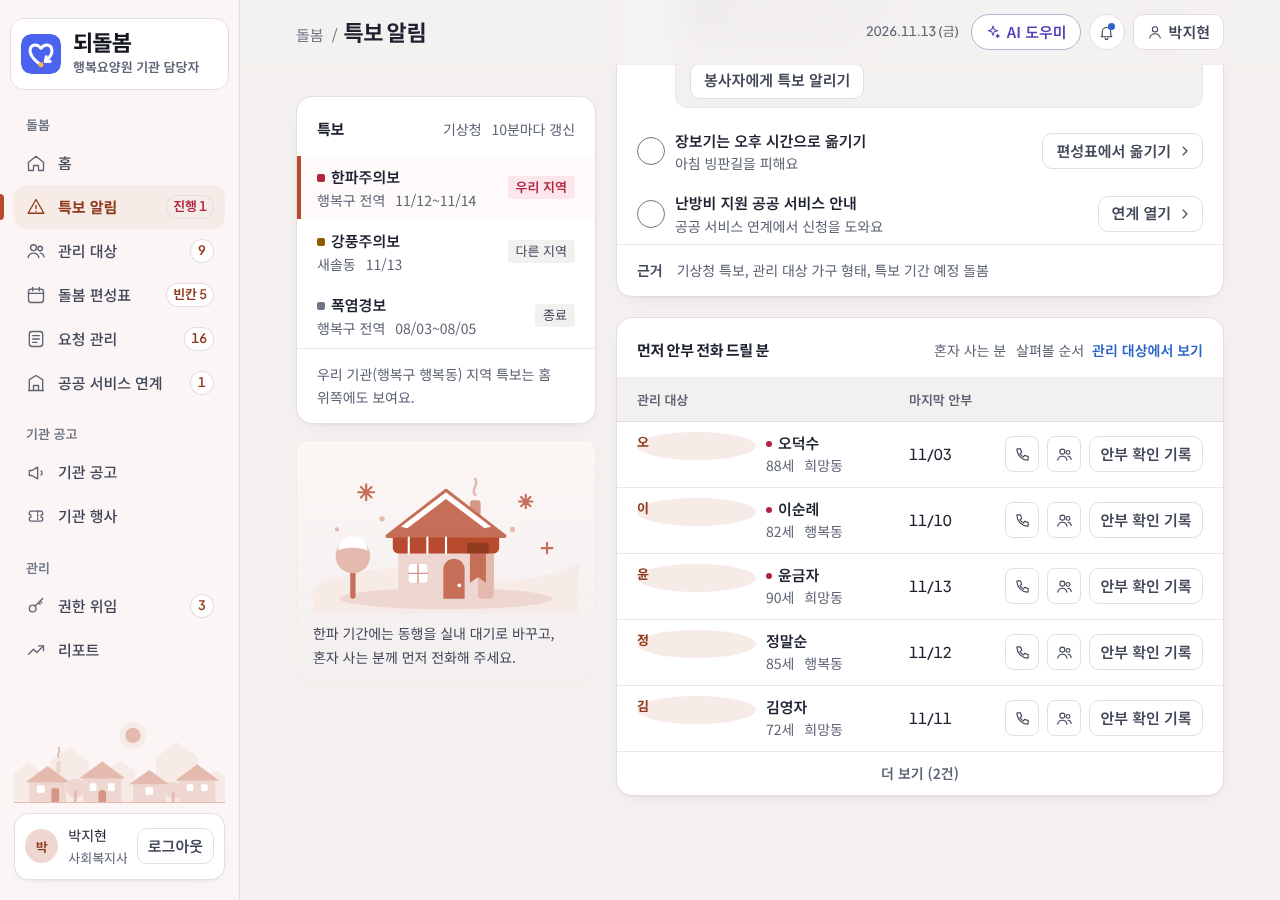 되돌봄
행복요양원 기관 담당자
돌봄
홈
특보 알림 진행 1
관리 대상 9
돌봄 편성표 빈칸 5
요청 관리 16
공공 서비스 연계 1
기관 공고
기관 공고
기관 행사
관리
권한 위임 3
리포트
박 박지현
사회복지사
로그아웃
돌봄 / 특보 알림
2026.11.13(금) AI 도우미 박지현
특보 기상청 10분마다 갱신
한파주의보
행복구 전역 11/12~11/14
우리 지역
강풍주의보
새솔동 11/13
다른 지역
폭염경보
행복구 전역 08/03~08/05
종료
우리 기관(행복구 행복동) 지역 특보는 홈
위쪽에도 보여요.
한파 기간에는 동행을 실내 대기로 바꾸고,
혼자 사는 분께 먼저 전화해 주세요.
봉사자에게 특보 알리기
장보기는 오후 시간으로 옮기기
아침 빙판길을 피해요
편성표에서 옮기기
난방비 지원 공공 서비스 안내
공공 서비스 연계에서 신청을 도와요
연계 열기
근거 기상청 특보, 관리 대상 가구 형태, 특보 기간 예정 돌봄
먼저 안부 전화 드릴 분 혼자 사는 분 살펴볼 순서 관리 대상에서 보기
관리 대상 마지막 안부
오 오덕수
88세 희망동
11/03 안부 확인 기록
이 이순례
82세 행복동
11/10 안부 확인 기록
윤 윤금자
90세 희망동
11/13 안부 확인 기록
정 정말순
85세 행복동
11/12 안부 확인 기록
김 김영자
72세 희망동
11/11 안부 확인 기록
더 보기 (2건)